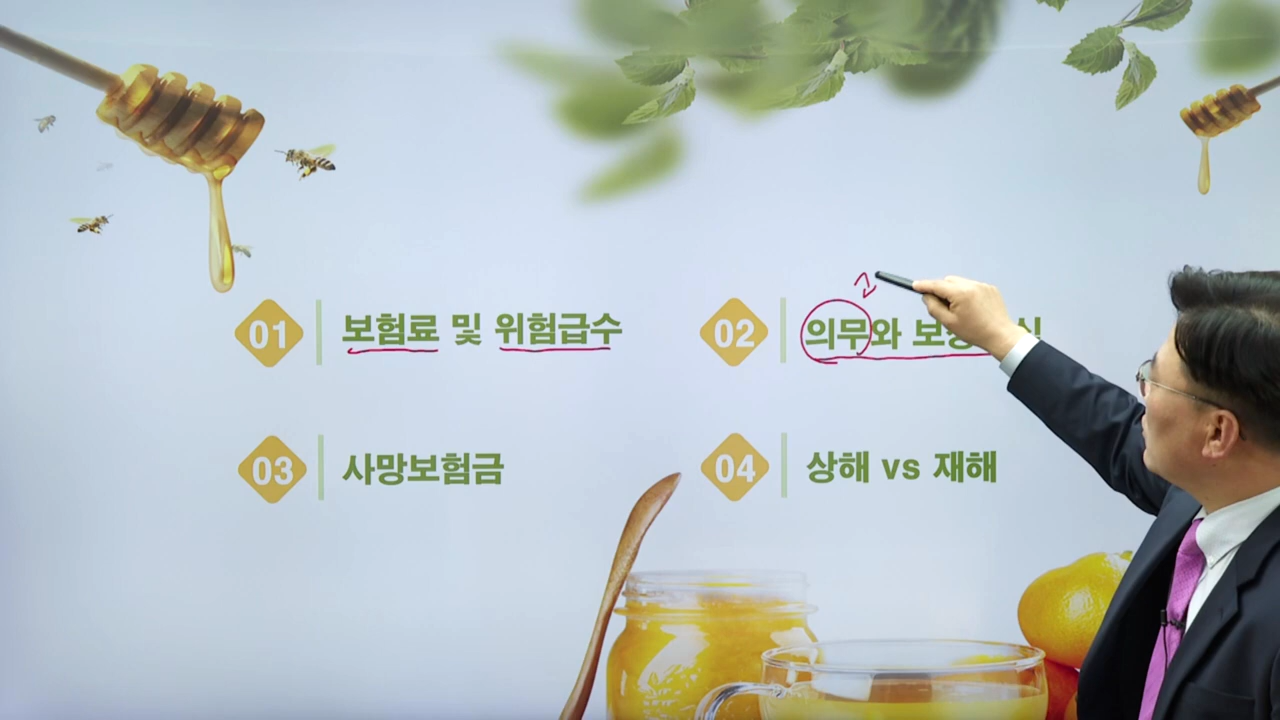 01 보험료 및 위험급수
02 의무와 보
03 사망보험금
04 상해 vs 재해